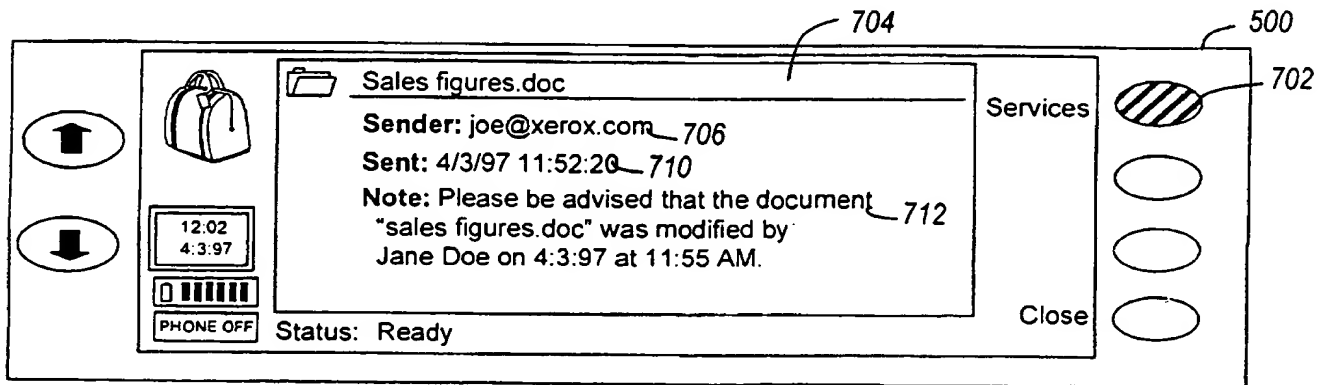 704
500
702
Sales figures.doc
Services
Sender: joe@xerox.com 706
Sent: 4/3/97 11:52:20 710
Note: Please be advised that the document 712
"sales figures.doc" was modified by
Jane Doe on 4:3:97 at 11:55 AM.
12:02
4:3:97
PHONE OFF
Status: Ready
Close